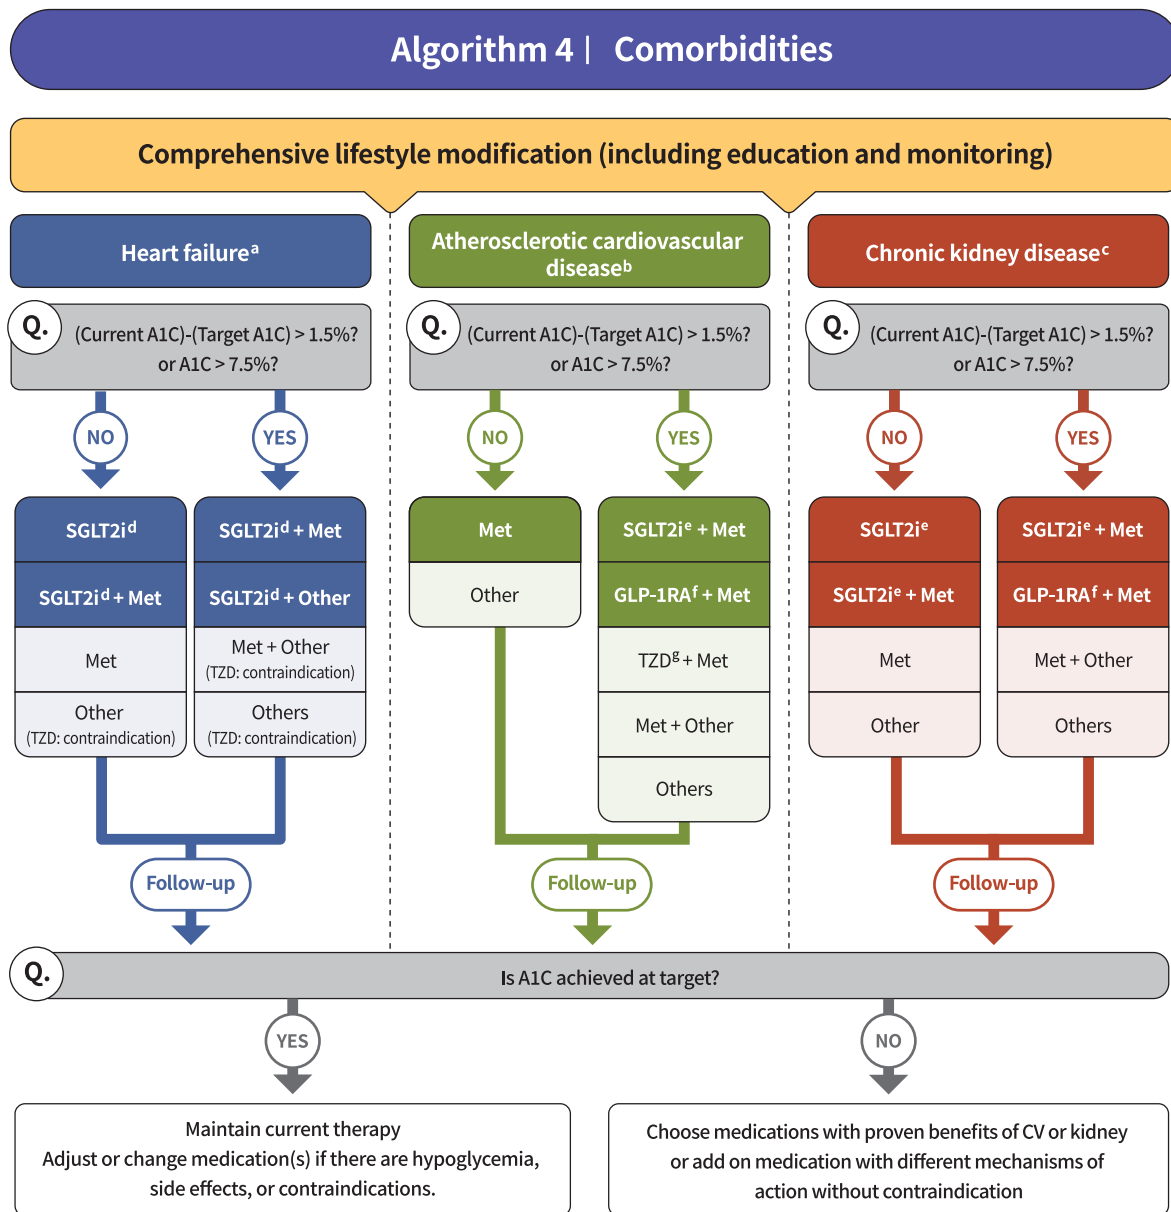 Algorithm 4 | Comorbidities
Comprehensive lifestyle modification (including education and monitoring)
Heart failureᵃ
Q.
(Current A1C)-(Target A1C) > 1.5%?
or A1C > 7.5%?
NO
YES
SGLT2iᵈ
SGLT2iᵈ + Met
Met
Other
(TZD: contraindication)
SGLT2iᵈ + Met
SGLT2iᵈ + Other
Met + Other
(TZD: contraindication)
Others
(TZD: contraindication)
Follow-up
Atherosclerotic cardiovascular
diseaseᵇ
Q.
(Current A1C)-(Target A1C) > 1.5%?
or A1C > 7.5%?
NO
YES
Met
Other
SGLT2iᵉ + Met
GLP-1RAᶠ + Met
TZDᵍ + Met
Met + Other
Others
Follow-up
Chronic kidney diseaseᶜ
Q.
(Current A1C)-(Target A1C) > 1.5%?
or A1C > 7.5%?
NO
YES
SGLT2iᵉ
SGLT2iᵉ + Met
Met
Other
SGLT2iᵉ + Met
GLP-1RAᶠ + Met
Met + Other
Others
Follow-up
Q.
Is A1C achieved at target?
YES
NO
Maintain current therapy
Adjust or change medication(s) if there are hypoglycemia,
side effects, or contraindications.
Choose medications with proven benefits of CV or kidney
or add on medication with different mechanisms of
action without contraindication